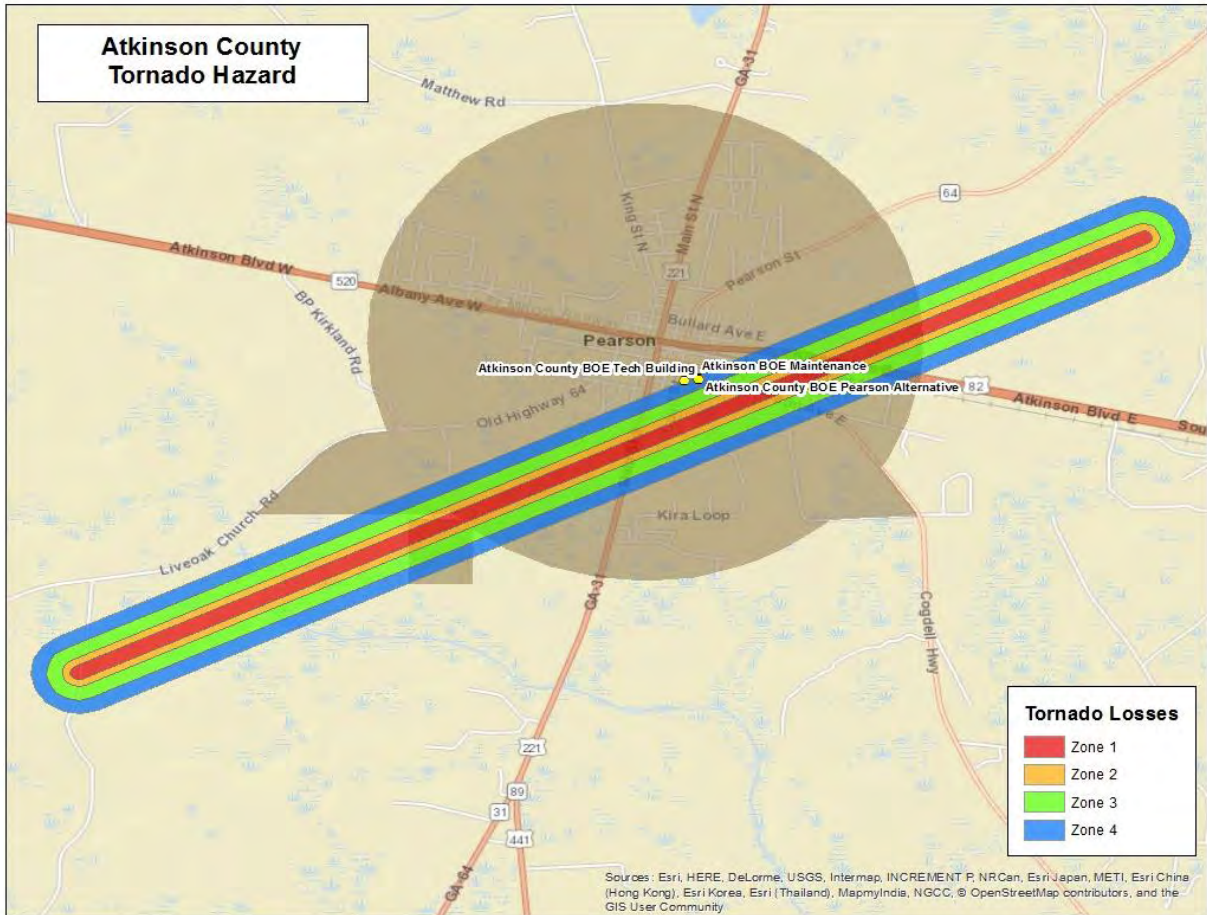 Atkinson County
Tornado Hazard
Matthew Rd
GA-31
King St N
Main St N
64
Pearson St
221
Atkinson Blvd W
520
Albany Ave W
BP Kirkland Rd
Bullard Ave E
Pearson
Atkinson County BOE Tech Building
Atkinson BOE Maintenance
Atkinson County BOE Pearson Alternative
82
Atkinson Blvd E
Old Highway 64
Liveoak Church Rd
Kira Loop
GA-31
Cogdell Hwy
221
89
31
441
GA-64
Tornado Losses
Zone 1
Zone 2
Zone 3
Zone 4
Sources: Esri, HERE, DeLorme, USGS, Intermap, INCREMENT P, NRCan, Esri Japan, METI, Esri China
(Hong Kong), Esri Korea, Esri (Thailand), MapmyIndia, NGCC, © OpenStreetMap contributors, and the
GIS User Community